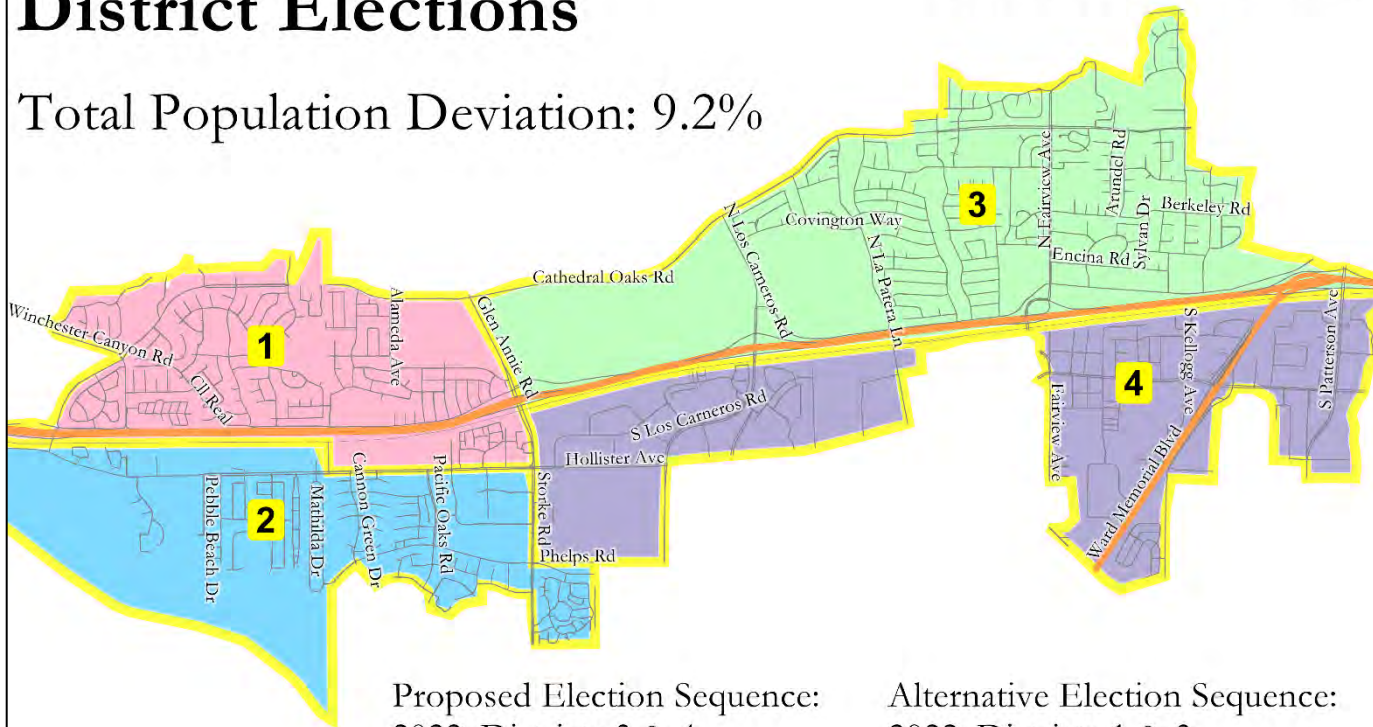 District Elections
Total Population Deviation: 9.2%
3
N Fairview Ave
Arundel Rd
Sylvan Dr
Berkeley Rd
Encina Rd
Covington Way
N Los Carneros Rd
N La Patera Ln
Cathedral Oaks Rd
Glen Annie Rd
Alameda Ave
Winchester Canyon Rd
1
Cll Real
S Kellogg Ave
S Patterson Ave
4
Fairview Ave
Ward Memorial Blvd
S Los Carneros Rd
Hollister Ave
Storke Rd
Phelps Rd
Pacific Oaks Rd
Cannon Green Dr
Mathilda Dr
2
Pebble Beach Dr
Proposed Election Sequence:
Alternative Election Sequence: